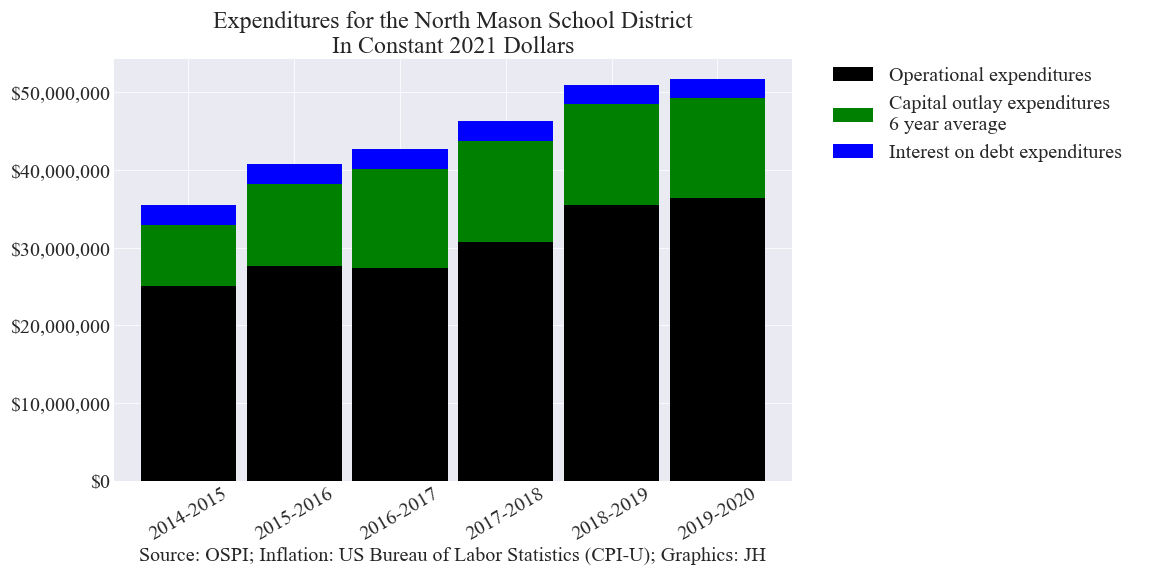 Expenditures for the North Mason School District
In Constant 2021 Dollars
Operational expenditures
Capital outlay expenditures
6 year average
Interest on debt expenditures
$50,000,000
$40,000,000
$30,000,000
$20,000,000
$10,000,000
$0
2014-2015
2015-2016
2016-2017
2017-2018
2018-2019
2019-2020
Source: OSPI; Inflation: US Bureau of Labor Statistics (CPI-U); Graphics: JH